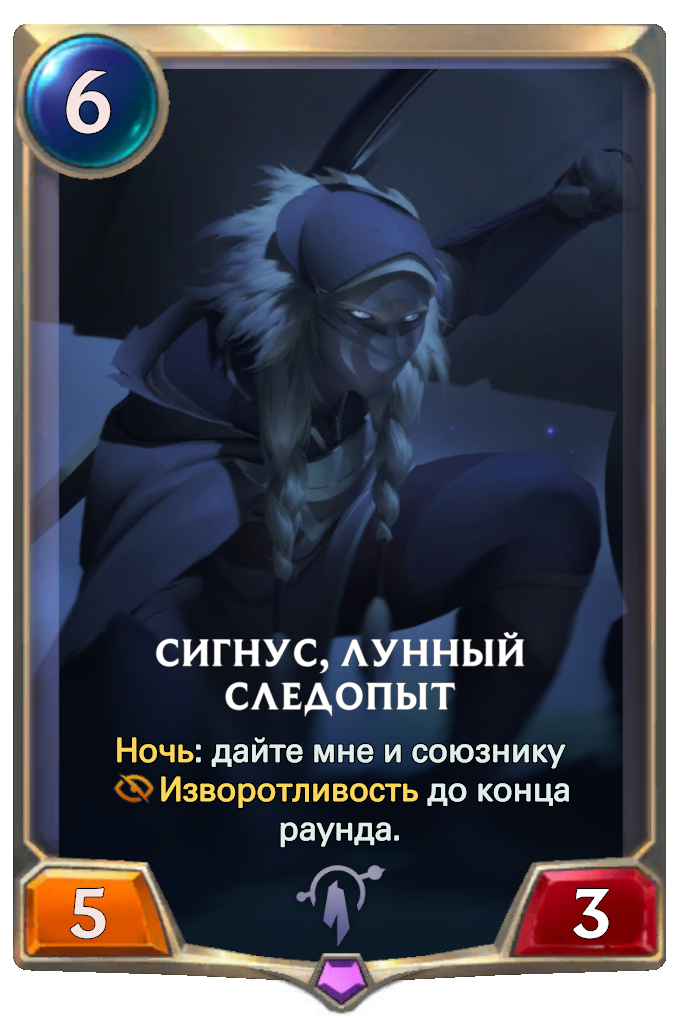 6
СИГНУС, ЛУННЫЙ
СЛЕДОПЫТ
Ночь: дайте мне и союзнику
Изворотливость до конца
раунда.
5
3